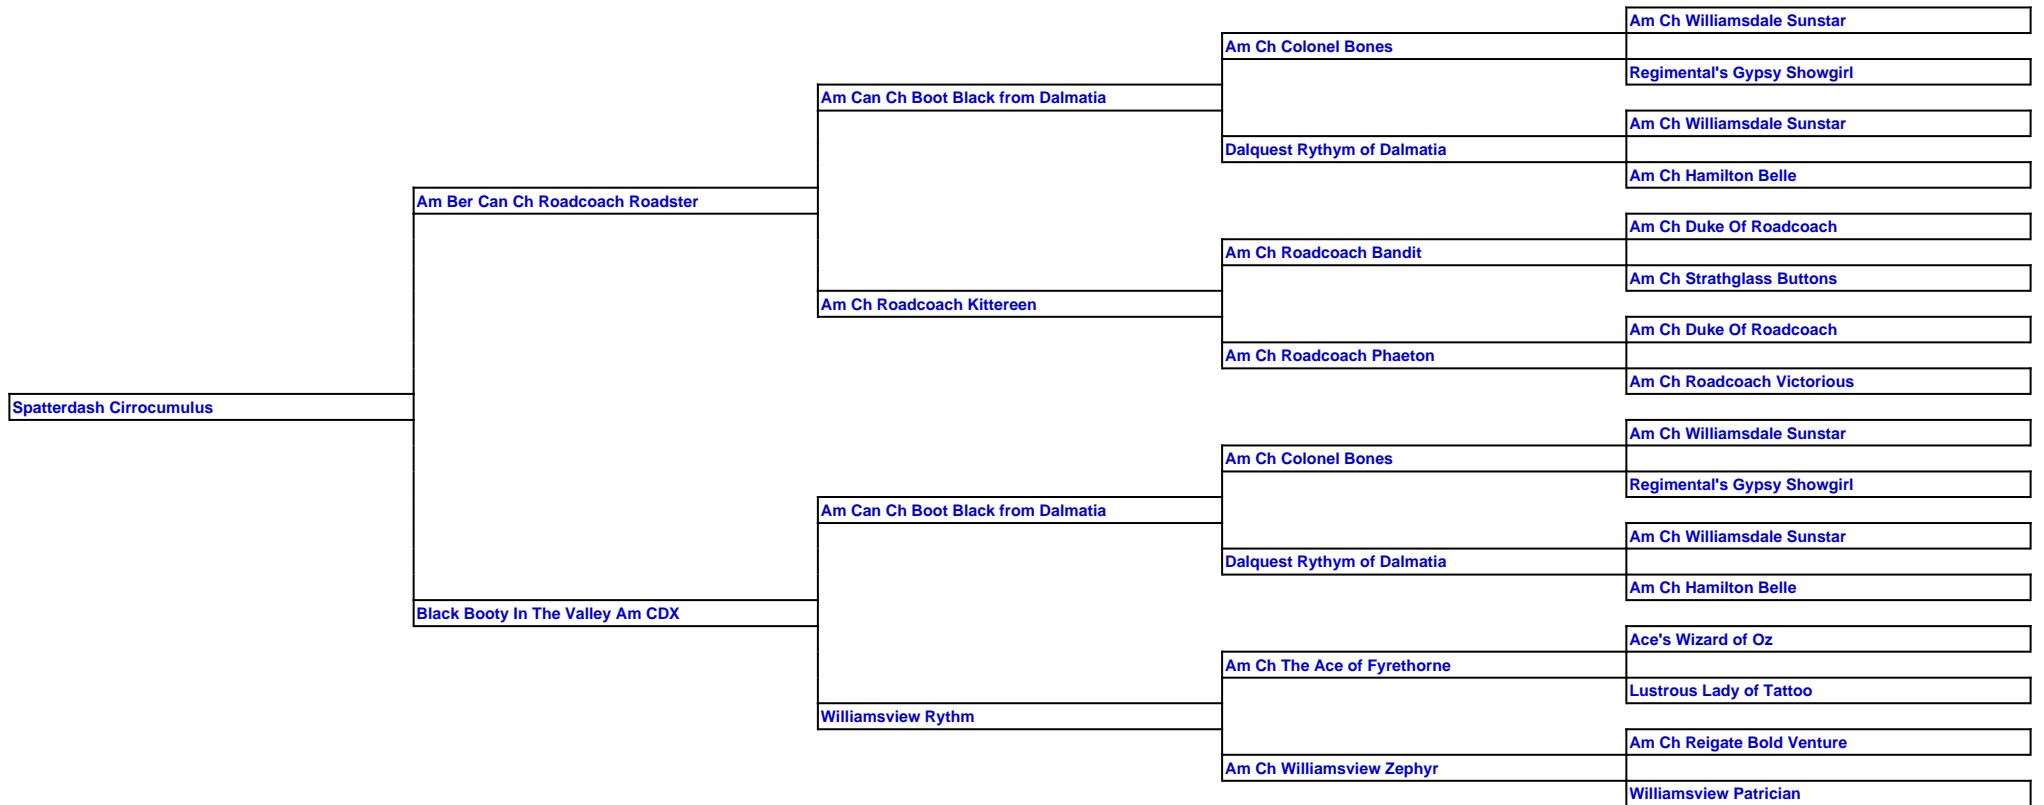 Am Ch Williamsdale Sunstar
Am Ch Colonel Bones
Regimental's Gypsy Showgirl
Am Can Ch Boot Black from Dalmatia
Am Ch Williamsdale Sunstar
Dalquest Rythym of Dalmatia
Am Ch Hamilton Belle
Am Ber Can Ch Roadcoach Roadster
Am Ch Duke Of Roadcoach
Am Ch Roadcoach Bandit
Am Ch Strathglass Buttons
Am Ch Roadcoach Kittereen
Am Ch Duke Of Roadcoach
Am Ch Roadcoach Phaeton
Am Ch Roadcoach Victorious
Spatterdash Cirrocumulus
Am Ch Williamsdale Sunstar
Am Ch Colonel Bones
Regimental's Gypsy Showgirl
Am Can Ch Boot Black from Dalmatia
Am Ch Williamsdale Sunstar
Dalquest Rythym of Dalmatia
Am Ch Hamilton Belle
Black Booty In The Valley Am CDX
Ace's Wizard of Oz
Am Ch The Ace of Fyrethorne
Lustrous Lady of Tattoo
Williamsview Rythm
Am Ch Reigate Bold Venture
Am Ch Williamsview Zephyr
Williamsview Patrician